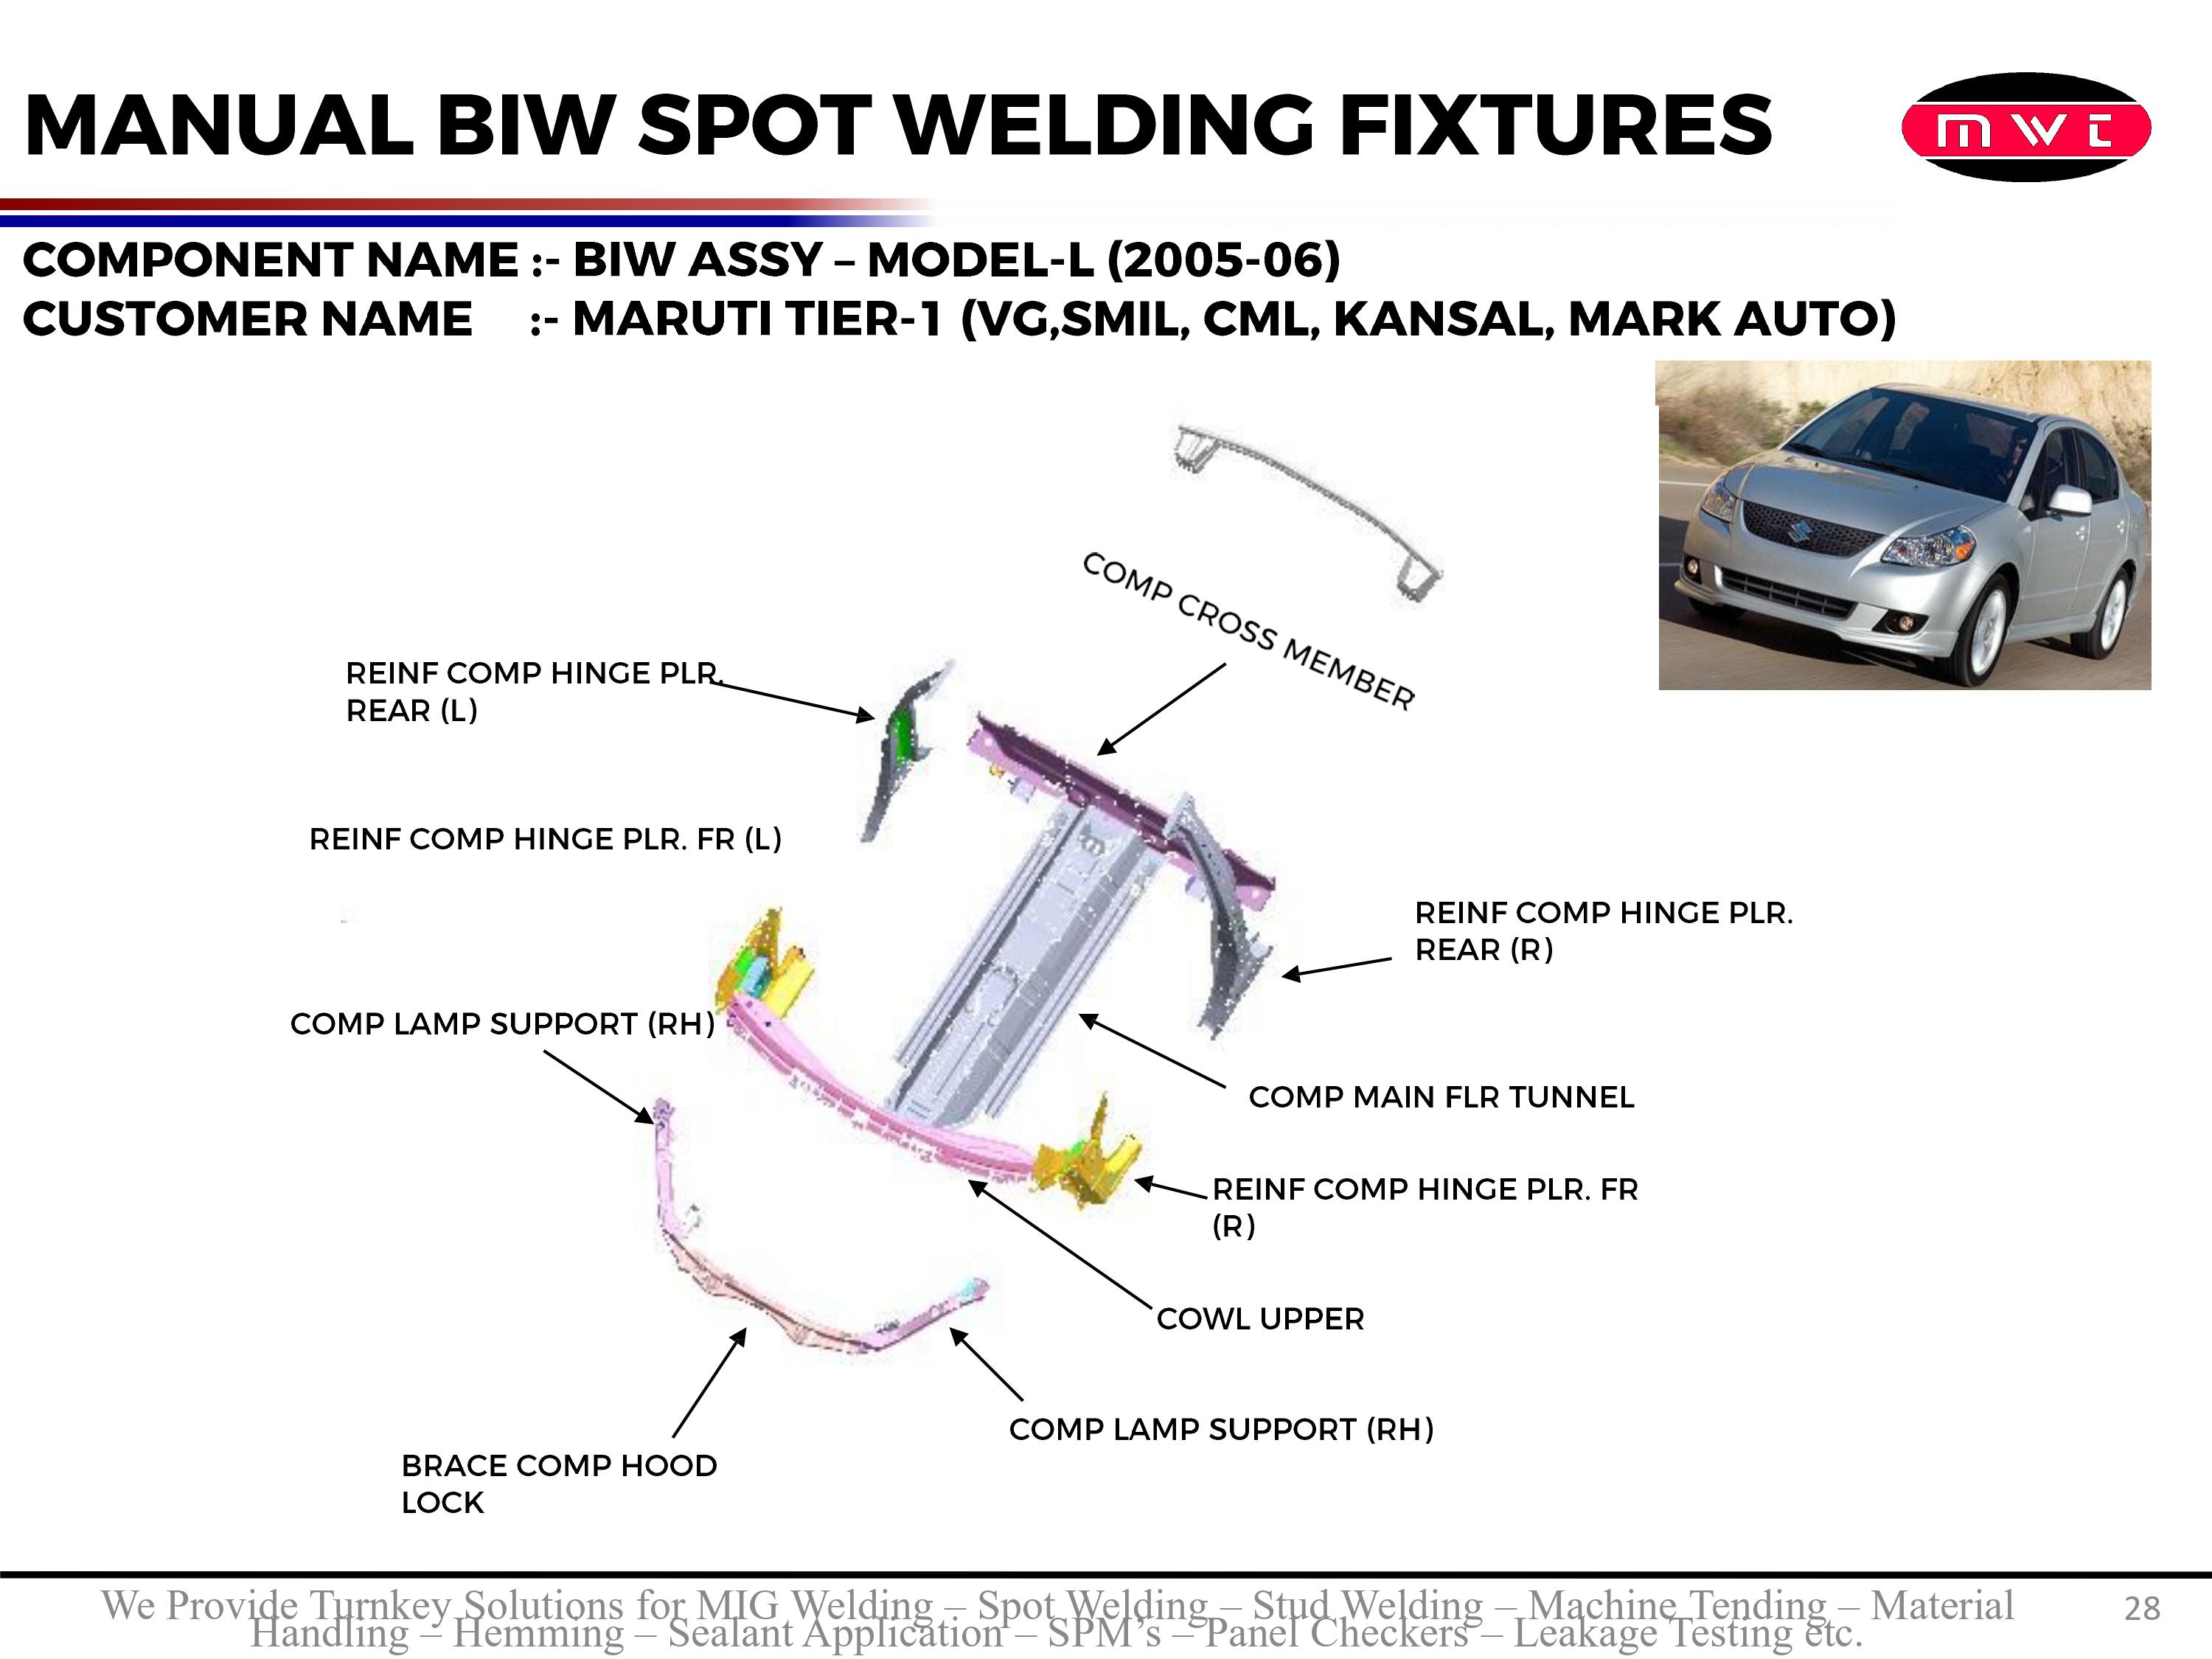 MANUAL BIW SPOT WELDING FIXTURES
mwt
COMPONENT NAME :- BIW ASSY – MODEL-L (2005-06)
CUSTOMER NAME :- MARUTI TIER-1 (VG,SMIL, CML, KANSAL, MARK AUTO)
COMP CROSS MEMBER
REINF COMP HINGE PLR.
REAR (L)
REINF COMP HINGE PLR. FR (L)
REINF COMP HINGE PLR.
REAR (R)
COMP LAMP SUPPORT (RH)
COMP MAIN FLR TUNNEL
REINF COMP HINGE PLR. FR
(R)
COWL UPPER
COMP LAMP SUPPORT (RH)
BRACE COMP HOOD
LOCK
We Provide Turnkey Solutions for MIG Welding – Spot Welding – Stud Welding – Machine Tending – Material
Handling – Hemming – Sealant Application – SPM’s – Panel Checkers – Leakage Testing etc.
28